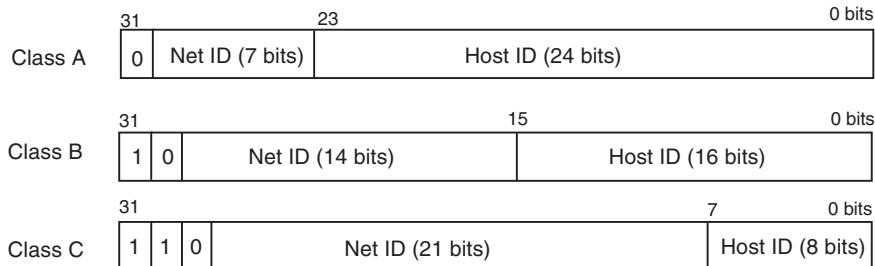 31 23 0 bits
Class A 0 Net ID (7 bits) Host ID (24 bits)
31 15 0 bits
Class B 1 0 Net ID (14 bits) Host ID (16 bits)
31 7 0 bits
Class C 1 1 0 Net ID (21 bits) Host ID (8 bits)